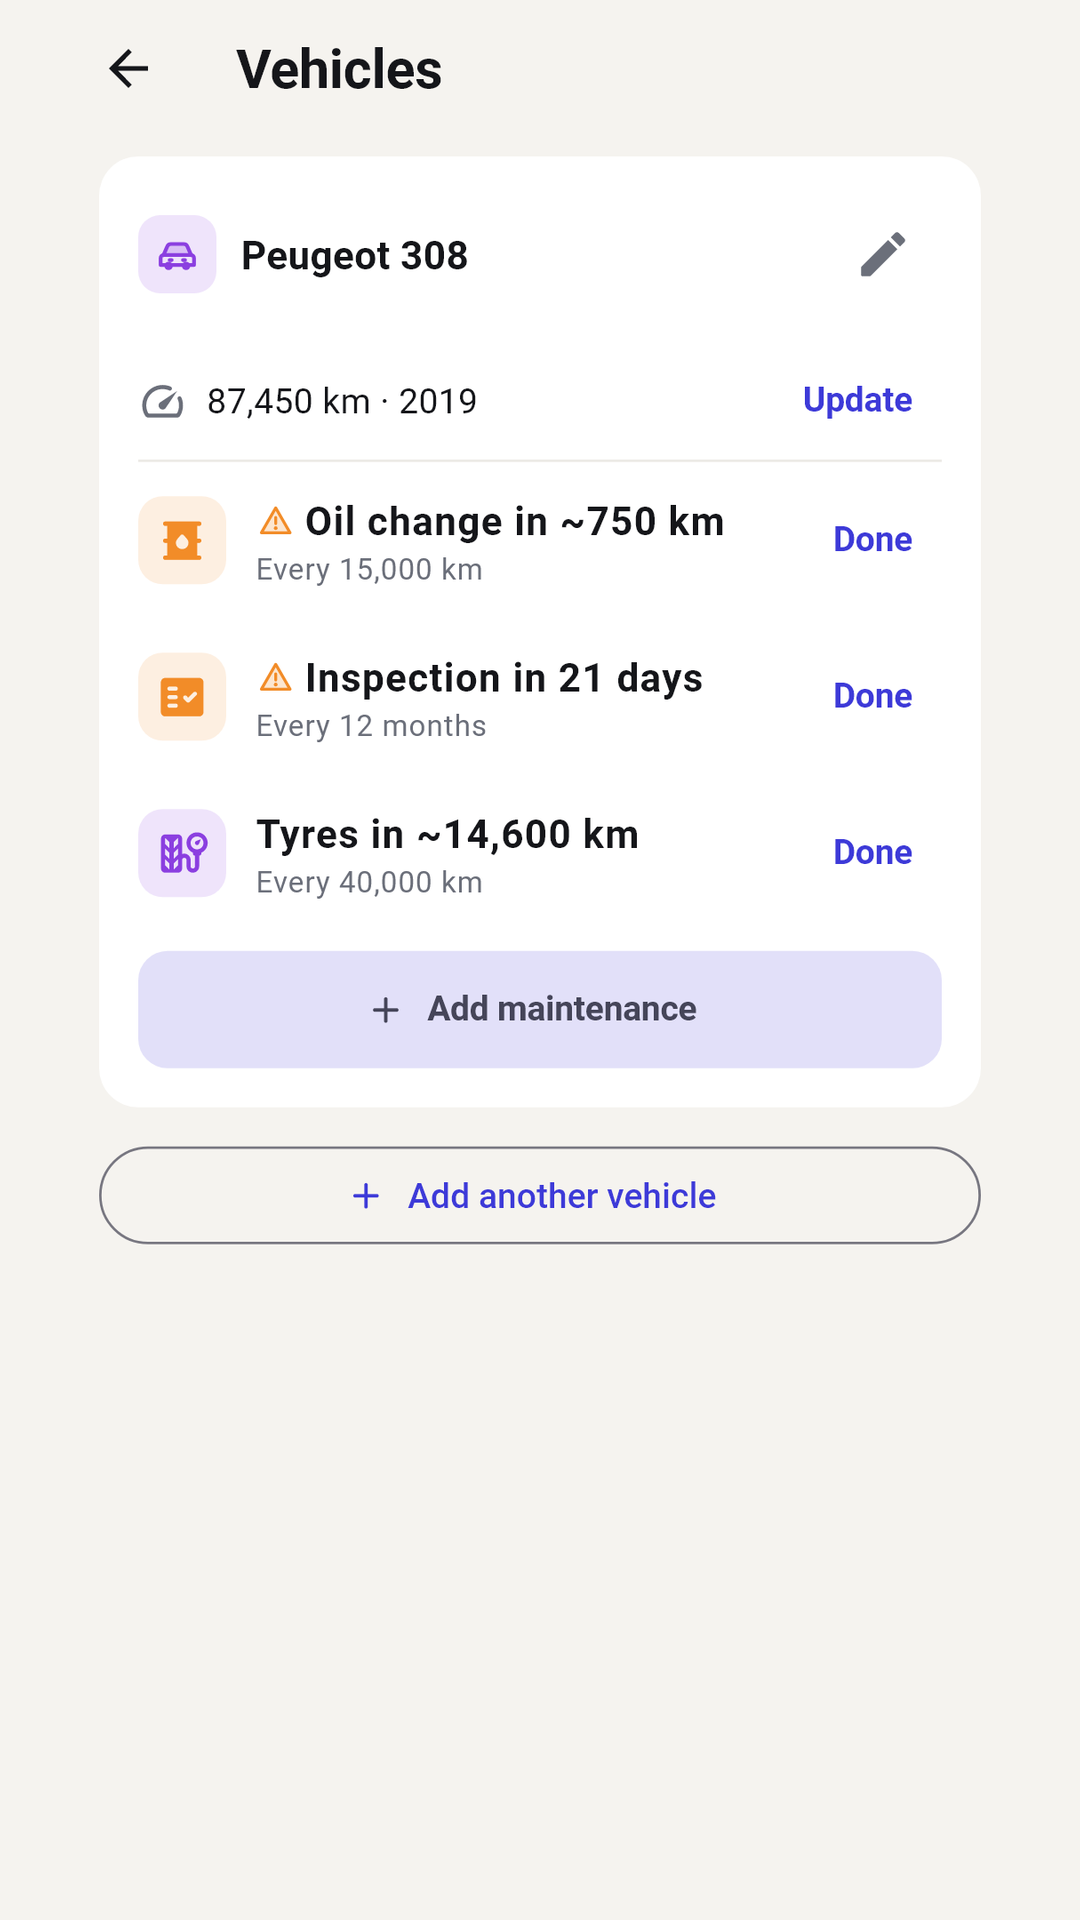 Vehicles
Peugeot 308
87,450 km · 2019
Update
Oil change in ~750 km
Every 15,000 km
Done
Inspection in 21 days
Every 12 months
Done
Tyres in ~14,600 km
Every 40,000 km
Done
+ Add maintenance
+ Add another vehicle